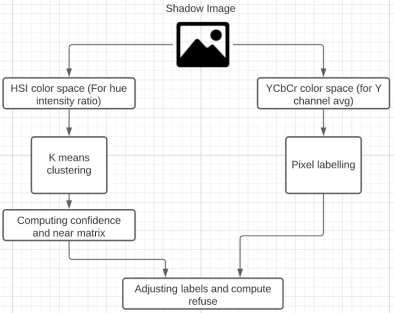 Shadow Image
HSI color space (For hue
intensity ratio)
YCbCr color space (for Y
channel avg)
K means
clustering
Pixel labelling
Computing confidence
and near matrix
Adjusting labels and compute
refuse